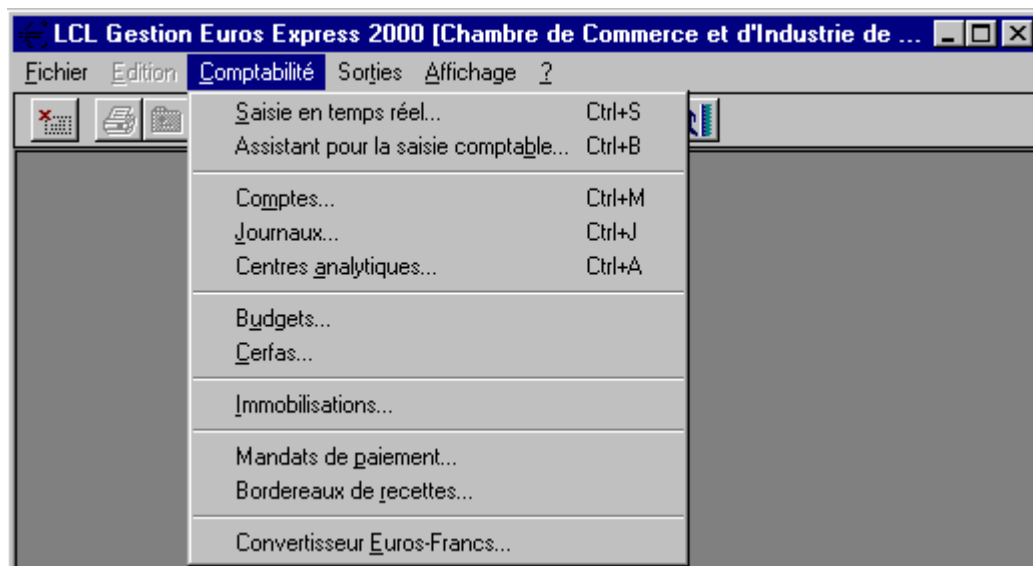 LCL Gestion Euros Express 2000 [Chambre de Commerce et d'Industrie de ...
Fichier Edition Comptabilité Sorties Affichage ?
Saisie en temps réel... Ctrl+S
Assistant pour la saisie comptable... Ctrl+B
Comptes... Ctrl+M
Journaux... Ctrl+J
Centres analytiques... Ctrl+A
Budgets...
Cerfas...
Immobilisations...
Mandats de paiement...
Bordereaux de recettes...
Convertisseur Euros-Francs...